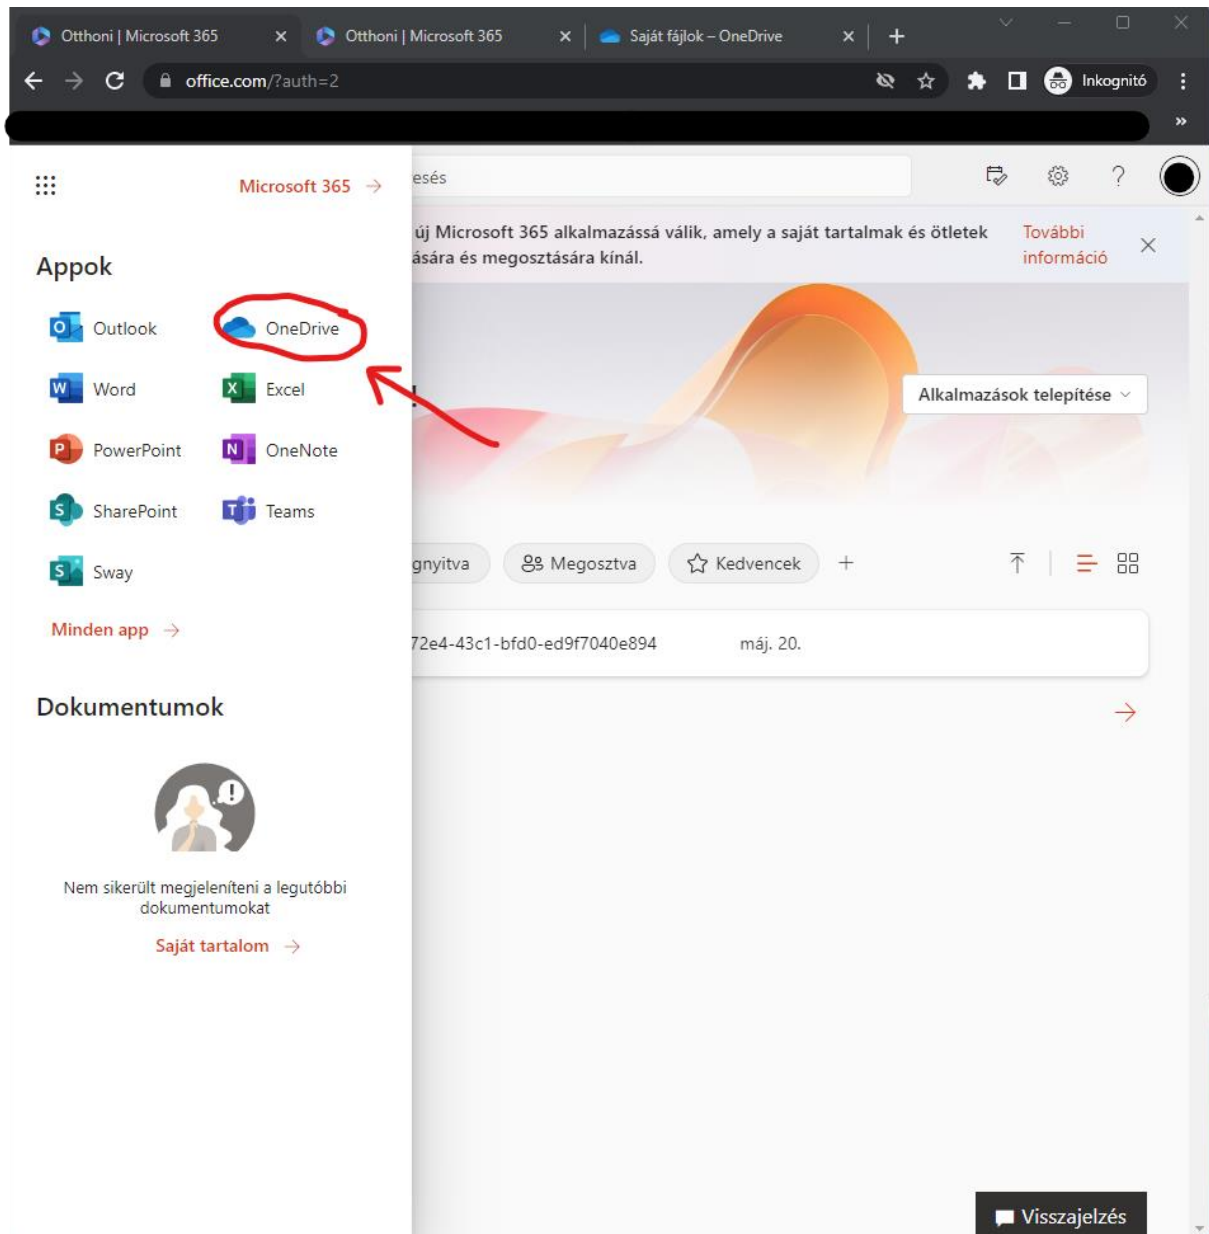 Otthoni | Microsoft 365
Otthoni | Microsoft 365
Saját fájlok – OneDrive
office.com/?auth=2
Inkognitó
Microsoft 365
esés
új Microsoft 365 alkalmazássá válik, amely a saját tartalmak és ötletek
ására és megosztására kínál.
További
információ
Appok
Outlook
OneDrive
Word
Excel
!
Alkalmazások telepítése
PowerPoint
OneNote
SharePoint
Teams
Sway
gnyitva
Megosztva
Kedvencek
Minden app
72e4-43c1-bfd0-ed9f7040e894
máj. 20.
Dokumentumok
Nem sikerült megjeleníteni a legutóbbi
dokumentumokat
Saját tartalom
Visszajelzés